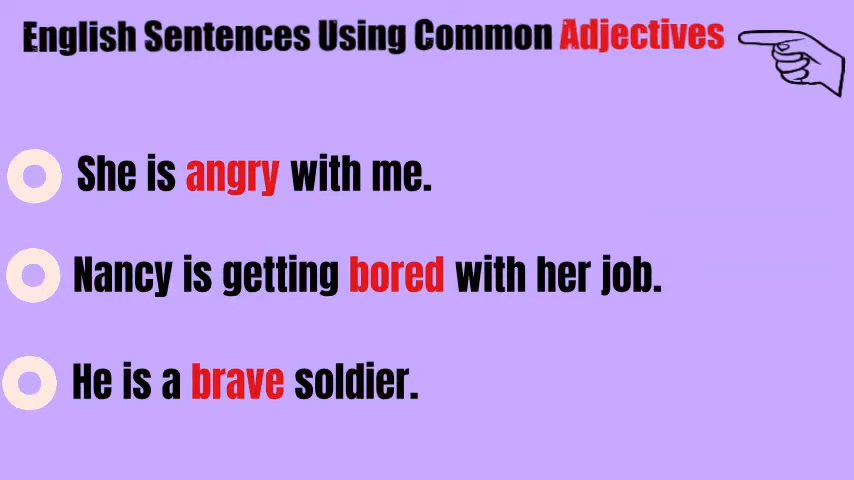 English Sentences Using Common Adjectives
She is angry with me.
Nancy is getting bored with her job.
He is a brave soldier.